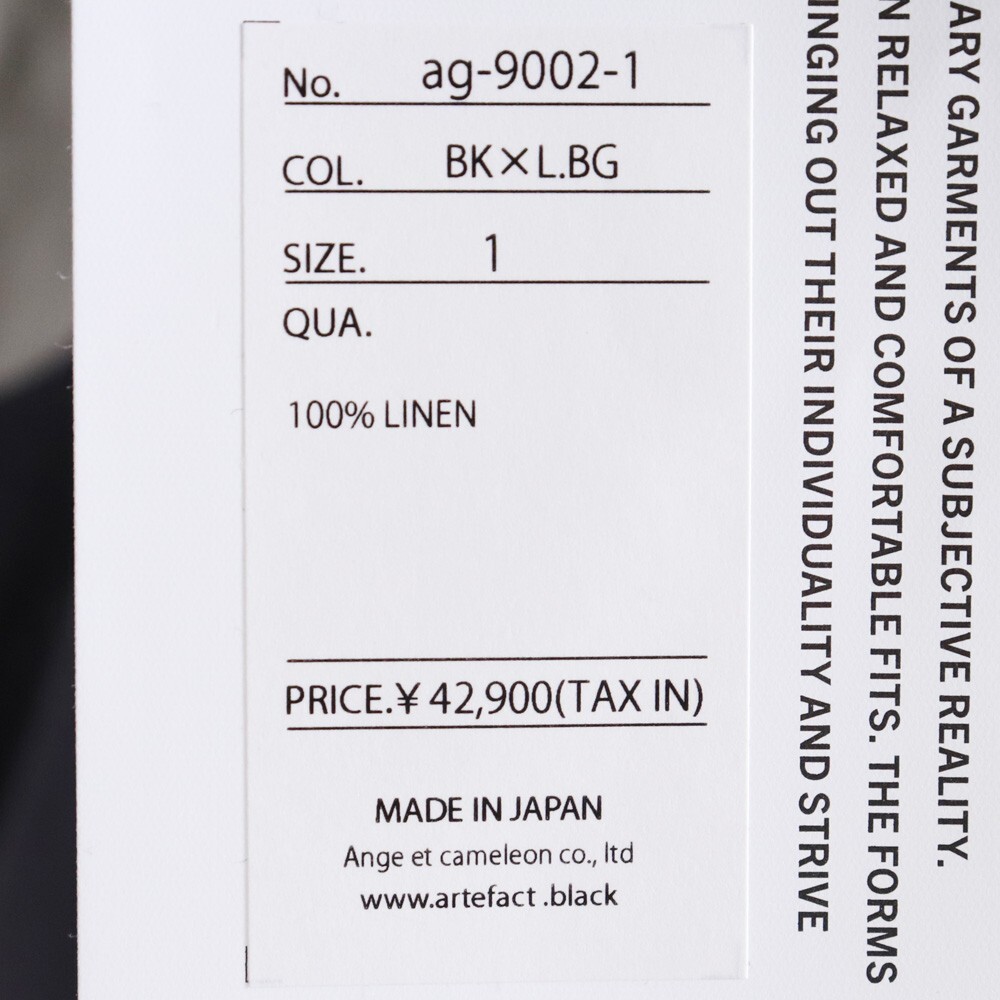 No. ag-9002-1
COL. BK×L.BG
SIZE. 1
QUA.
100% LINEN
PRICE.¥ 42,900(TAX IN)
MADE IN JAPAN
Ange et cameleon co., ltd
www.artefact .black
GARMENTS OF A SUBJECTIVE REALITY.
RELAXED AND COMFORTABLE FITS. THE FORMS
OUT THEIR INDIVIDUALITY AND STRIVE